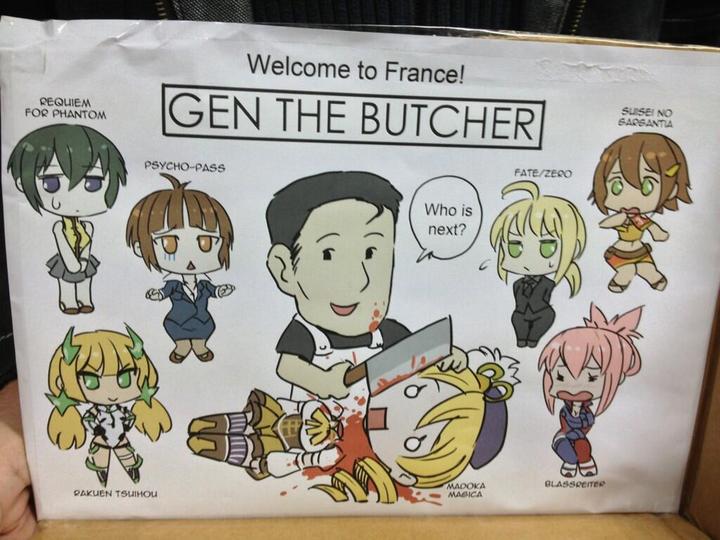 Welcome to France!
GEN THE BUTCHER
REQUIEM
FOR PHANTOM
PSYCHO-PASS
Who is
next?
FATE/ZERO
SUISEI NO
GARGANTIA
RAKUEN TSUIHOU
MADOKA
MAGICA
BLASSREITER